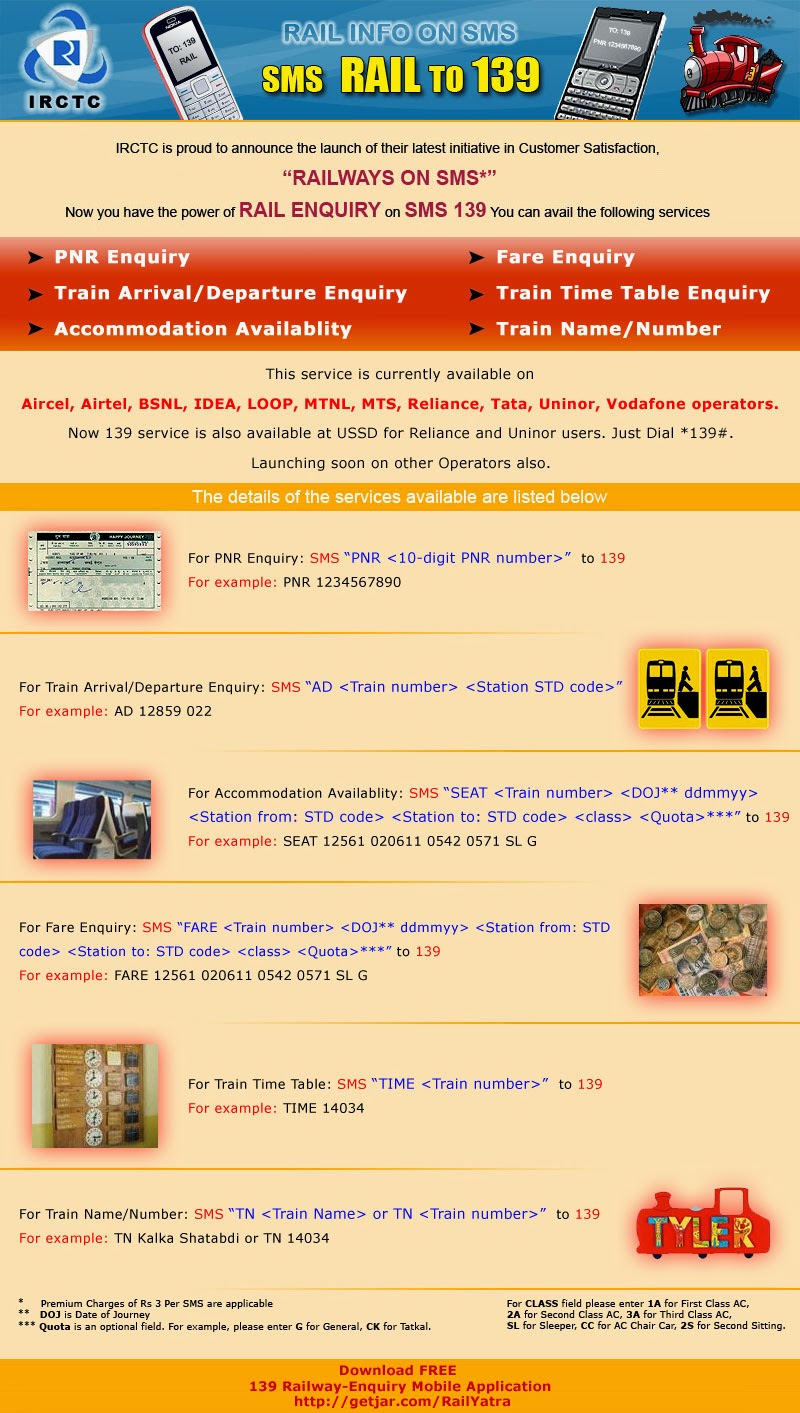 IRCTC
NOKIA
TO: 139
RAIL
RAIL INFO ON SMS
SMS RAIL TO 139
TO: 139
PNR 1234567890
IRCTC is proud to announce the launch of their latest initiative in Customer Satisfaction,
“RAILWAYS ON SMS*”
Now you have the power of RAIL ENQUIRY on SMS 139 You can avail the following services
PNR Enquiry
Fare Enquiry
Train Arrival/Departure Enquiry
Train Time Table Enquiry
Accommodation Availablity
Train Name/Number
This service is currently available on
Aircel, Airtel, BSNL, IDEA, LOOP, MTNL, MTS, Reliance, Tata, Uninor, Vodafone operators.
Now 139 service is also available at USSD for Reliance and Uninor users. Just Dial *139#.
Launching soon on other Operators also.
The details of the services available are listed below
HAPPY JOURNEY
For PNR Enquiry: SMS “PNR <10-digit PNR number>” to 139
For example: PNR 1234567890
For Train Arrival/Departure Enquiry: SMS “AD <Train number> <Station STD code>”
For example: AD 12859 022
For Accommodation Availablity: SMS “SEAT <Train number> <DOJ** ddmmyy>
<Station from: STD code> <Station to: STD code> <class> <Quota>***” to 139
For example: SEAT 12561 020611 0542 0571 SL G
For Fare Enquiry: SMS “FARE <Train number> <DOJ** ddmmyy> <Station from: STD
code> <Station to: STD code> <class> <Quota>***” to 139
For example: FARE 12561 020611 0542 0571 SL G
For Train Time Table: SMS “TIME <Train number>” to 139
For example: TIME 14034
For Train Name/Number: SMS “TN <Train Name> or TN <Train number>” to 139
For example: TN Kalka Shatabdi or TN 14034
TYLER
* Premium Charges of Rs 3 Per SMS are applicable
** DOJ is Date of Journey
*** Quota is an optional field. For example, please enter G for General, CK for Tatkal.
For CLASS field please enter 1A for First Class AC,
2A for Second Class AC, 3A for Third Class AC,
SL for Sleeper, CC for AC Chair Car, 2S for Second Sitting.
Download FREE
139 Railway-Enquiry Mobile Application
http://getjar.com/RailYatra